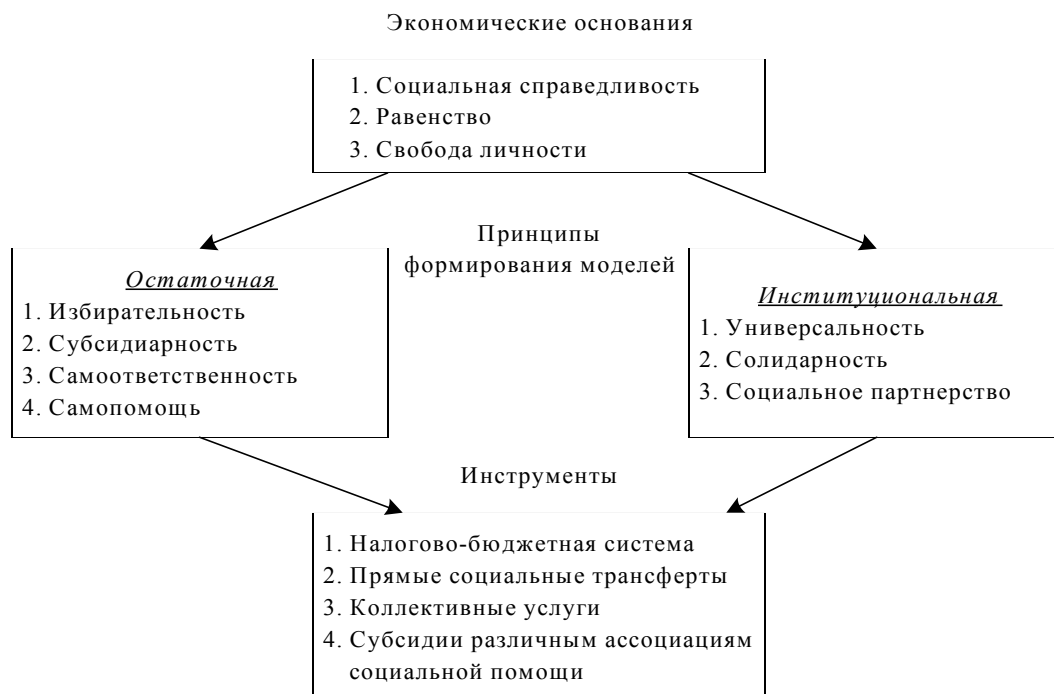 Экономические основания
1. Социальная справедливость
2. Равенство
3. Свобода личности
Принципы
формирования моделей
Остаточная
1. Избирательность
2. Субсидиарность
3. Самоответственность
4. Самопомощь
Институциональная
1. Универсальность
2. Солидарность
3. Социальное партнерство
Инструменты
1. Налогово-бюджетная система
2. Прямые социальные трансферты
3. Коллективные услуги
4. Субсидии различным ассоциациям
социальной помощи